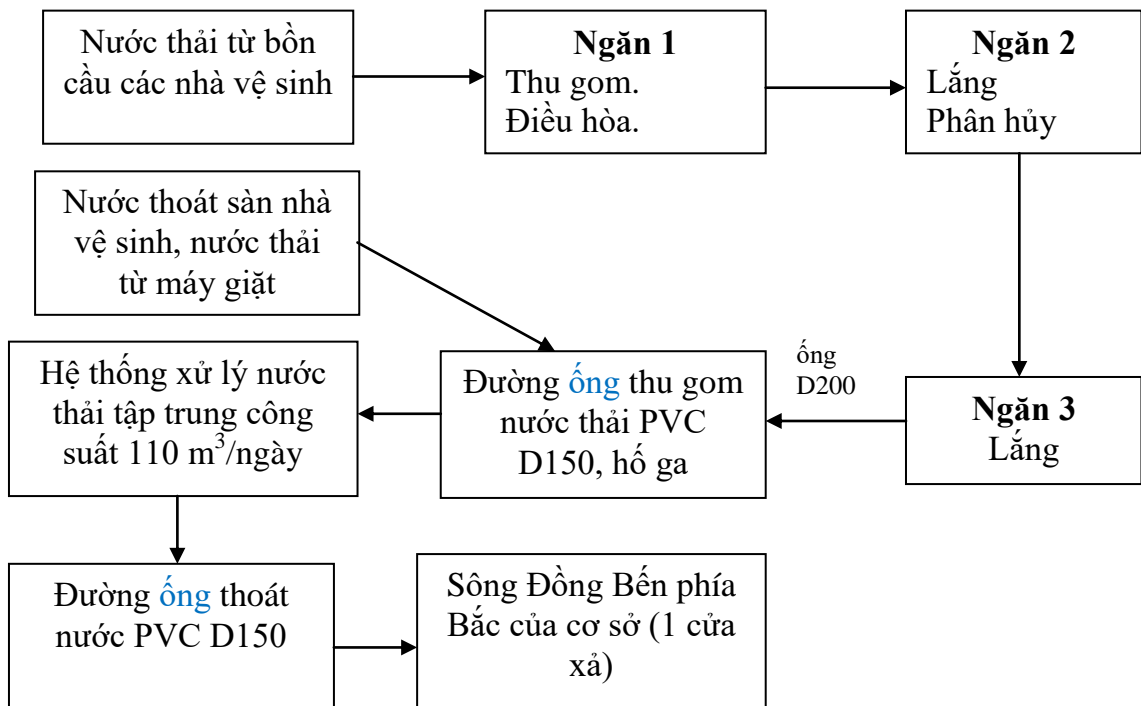 Nước thải từ bồn
cầu các nhà vệ sinh
Ngăn 1
Thu gom.
Điều hòa.
Ngăn 2
Lắng
Phân hủy
Nước thoát sàn nhà
vệ sinh, nước thải
từ máy giặt
Hệ thống xử lý nước
thải tập trung công
suất 110 m³/ngày
Đường ống thu gom
nước thải PVC
D150, hố ga
ống
D200
Ngăn 3
Lắng
Đường ống thoát
nước PVC D150
Sông Đồng Bến phía
Bắc của cơ sở (1 cửa
xả)